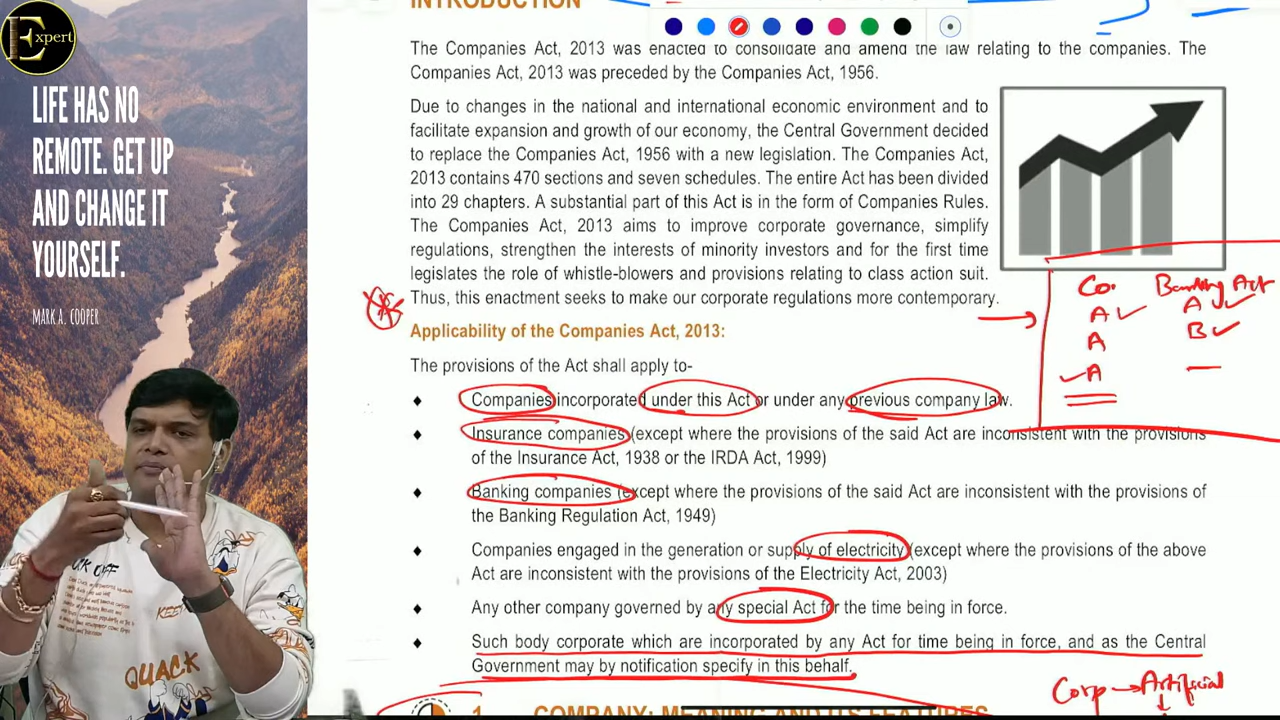 Expert
LIFE HAS NO
REMOTE. GET UP
AND CHANGE IT
YOURSELF.
MARK A. COOPER
INTRODUCTION
The Companies Act, 2013 was enacted to consolidate and amend the law relating to the companies. The
Companies Act, 2013 was preceded by the Companies Act, 1956.
Due to changes in the national and international economic environment and to
facilitate expansion and growth of our economy, the Central Government decided
to replace the Companies Act, 1956 with a new legislation. The Companies Act,
2013 contains 470 sections and seven schedules. The entire Act has been divided
into 29 chapters. A substantial part of this Act is in the form of Companies Rules.
The Companies Act, 2013 aims to improve corporate governance, simplify
regulations, strengthen the interests of minority investors and for the first time
legislates the role of whistle-blowers and provisions relating to class action suit.
Thus, this enactment seeks to make our corporate regulations more contemporary.
Co. Banking Act
A ✓ A ✓
A B ✓
✓ A —
Applicability of the Companies Act, 2013:
The provisions of the Act shall apply to-
♦ Companies incorporated under this Act or under any previous company law.
♦ Insurance companies (except where the provisions of the said Act are inconsistent with the provisions
of the Insurance Act, 1938 or the IRDA Act, 1999)
♦ Banking companies (except where the provisions of the said Act are inconsistent with the provisions of
the Banking Regulation Act, 1949)
♦ Companies engaged in the generation or supply of electricity (except where the provisions of the above
Act are inconsistent with the provisions of the Electricity Act, 2003)
♦ Any other company governed by any special Act for the time being in force.
♦ Such body corporate which are incorporated by any Act for time being in force, and as the Central
Government may by notification specify in this behalf.
Corp → Artificial
1. COMPANY: MEANING AND ITS FEATURES
QUACK